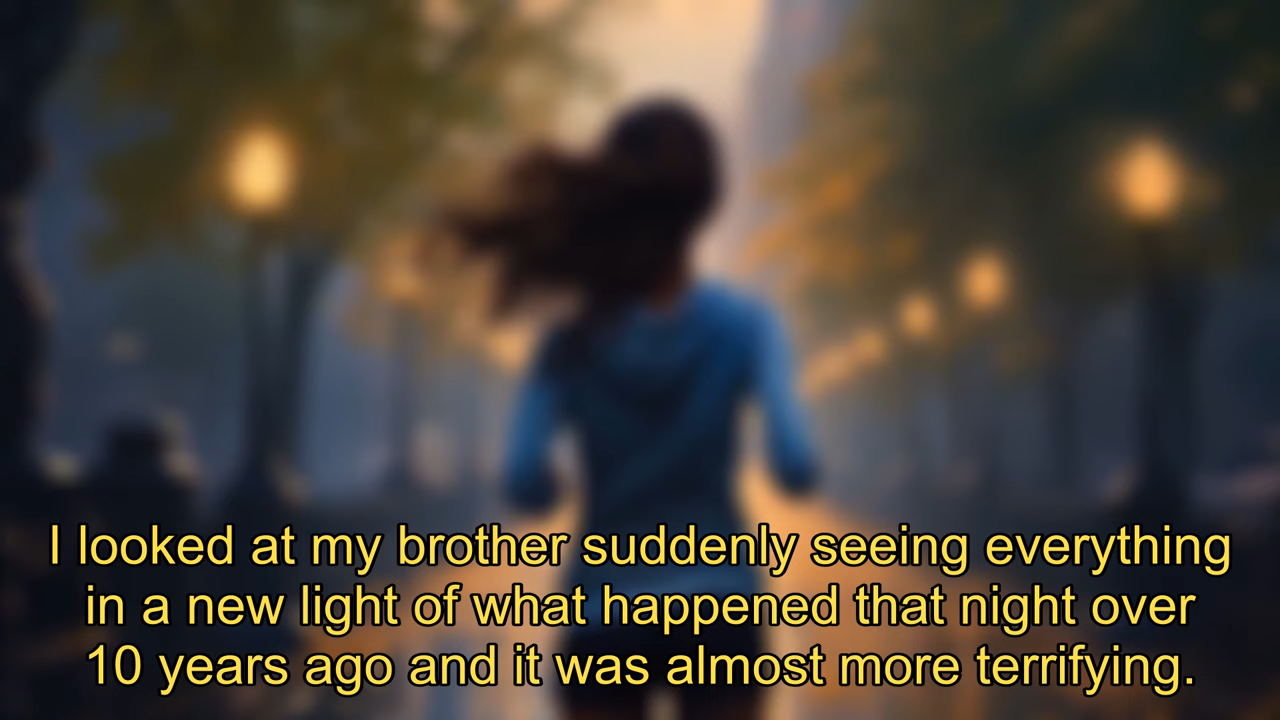 I looked at my brother suddenly seeing everything
in a new light of what happened that night over
10 years ago and it was almost more terrifying.